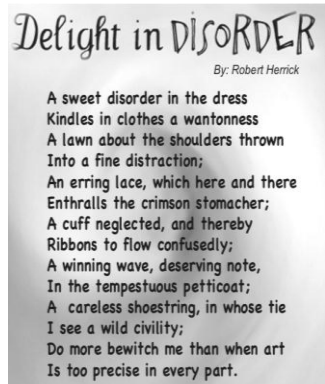 Delight in DISORDER
By: Robert Herrick
A sweet disorder in the dress
Kindles in clothes a wantonness
A lawn about the shoulders thrown
Into a fine distraction;
An erring lace, which here and there
Enthralls the crimson stomacher;
A cuff neglected, and thereby
Ribbons to flow confusedly;
A winning wave, deserving note,
In the tempestuous petticoat;
A careless shoestring, in whose tie
I see a wild civility;
Do more bewitch me than when art
Is too precise in every part.